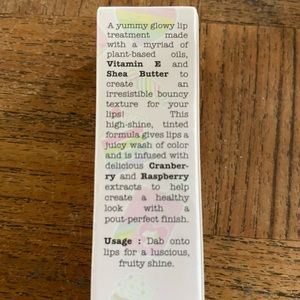 A yummy glowy lip
treatment made
with a myriad of
plant-based oils,
Vitamin E and
Shea Butter to
create an
irresistible bouncy
texture for your
lips! This
high-shine, tinted
formula gives lips a
juicy wash of color
and is infused with
delicious Cranber-
ry and Raspberry
extracts to help
create a healthy
look with a
pout-perfect finish.
Usage : Dab onto
lips for a luscious,
fruity shine.